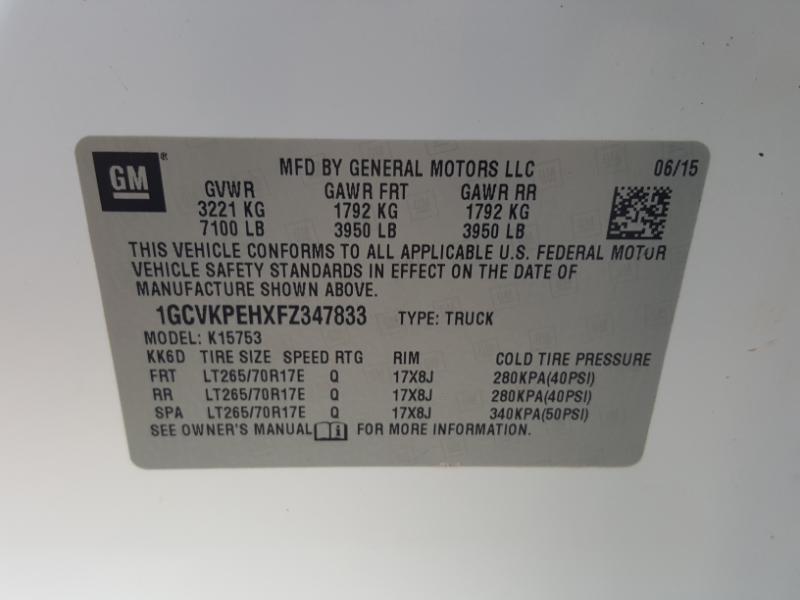 GM ® MFD BY GENERAL MOTORS LLC 06/15
GVWR GAWR FRT GAWR RR
3221 KG 1792 KG 1792 KG
7100 LB 3950 LB 3950 LB
THIS VEHICLE CONFORMS TO ALL APPLICABLE U.S. FEDERAL MOTOR
VEHICLE SAFETY STANDARDS IN EFFECT ON THE DATE OF
MANUFACTURE SHOWN ABOVE.
1GCVKPEHXFZ347833 TYPE: TRUCK
MODEL: K15753
KK6D TIRE SIZE SPEED RTG RIM COLD TIRE PRESSURE
FRT LT265/70R17E Q 17X8J 280KPA(40PSI)
RR LT265/70R17E Q 17X8J 280KPA(40PSI)
SPA LT265/70R17E Q 17X8J 340KPA(50PSI)
SEE OWNER'S MANUAL i FOR MORE INFORMATION.